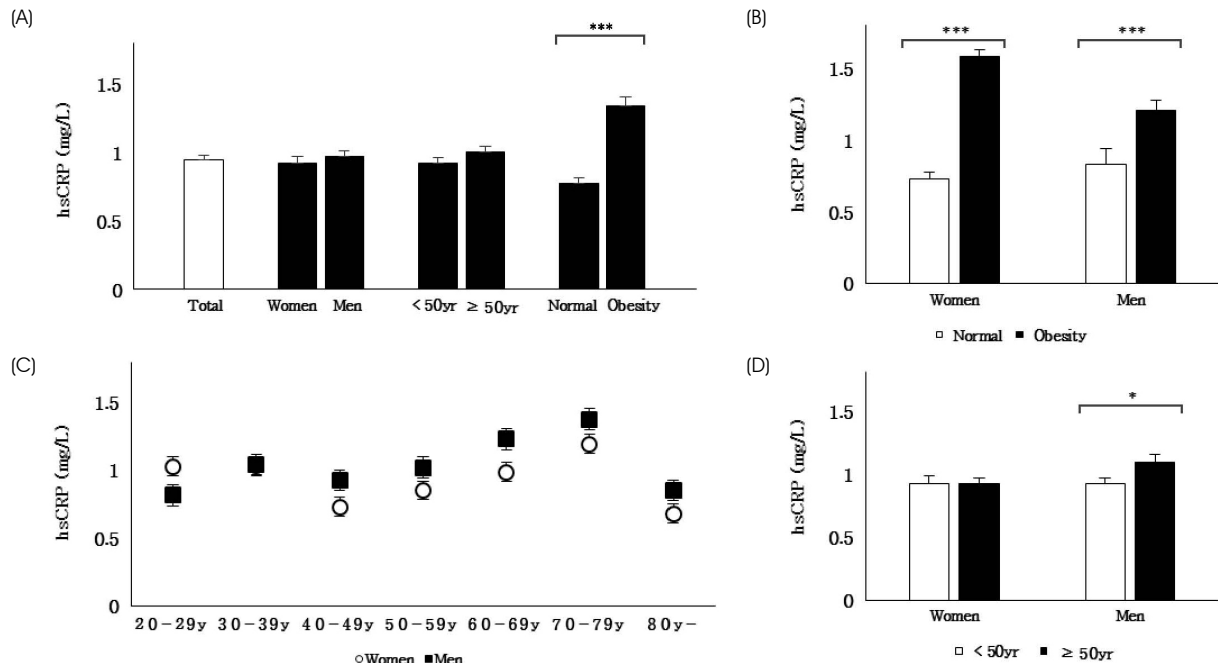 (A)
***
hsCRP (mg/L)
1.5
1
0.5
0
Total Women Men <50yr ≥ 50yr Normal Obesity
(B)
*** ***
hsCRP (mg/L)
1.5
1
0.5
0
Women Men
Normal Obesity
(C)
hsCRP (mg/L)
1.5
1
0.5
0
20-29y 30-39y 40-49y 50-59y 60-69y 70-79y 80y-
Women Men
(D)
*
hsCRP (mg/L)
1.5
1
0.5
0
Women Men
<50yr ≥ 50yr